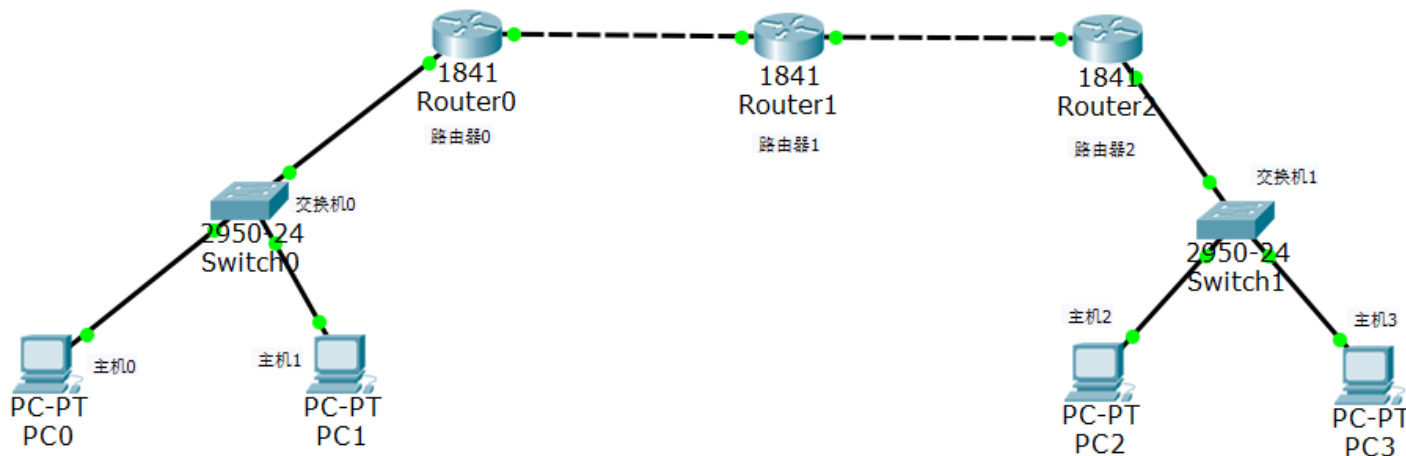 1841
Router0
路由器0
1841
Router1
路由器1
1841
Router2
路由器2
交换机0
2950-24
Switch0
交换机1
2950-24
Switch1
主机0
PC-PT
PC0
主机1
PC-PT
PC1
主机2
PC-PT
PC2
主机3
PC-PT
PC3